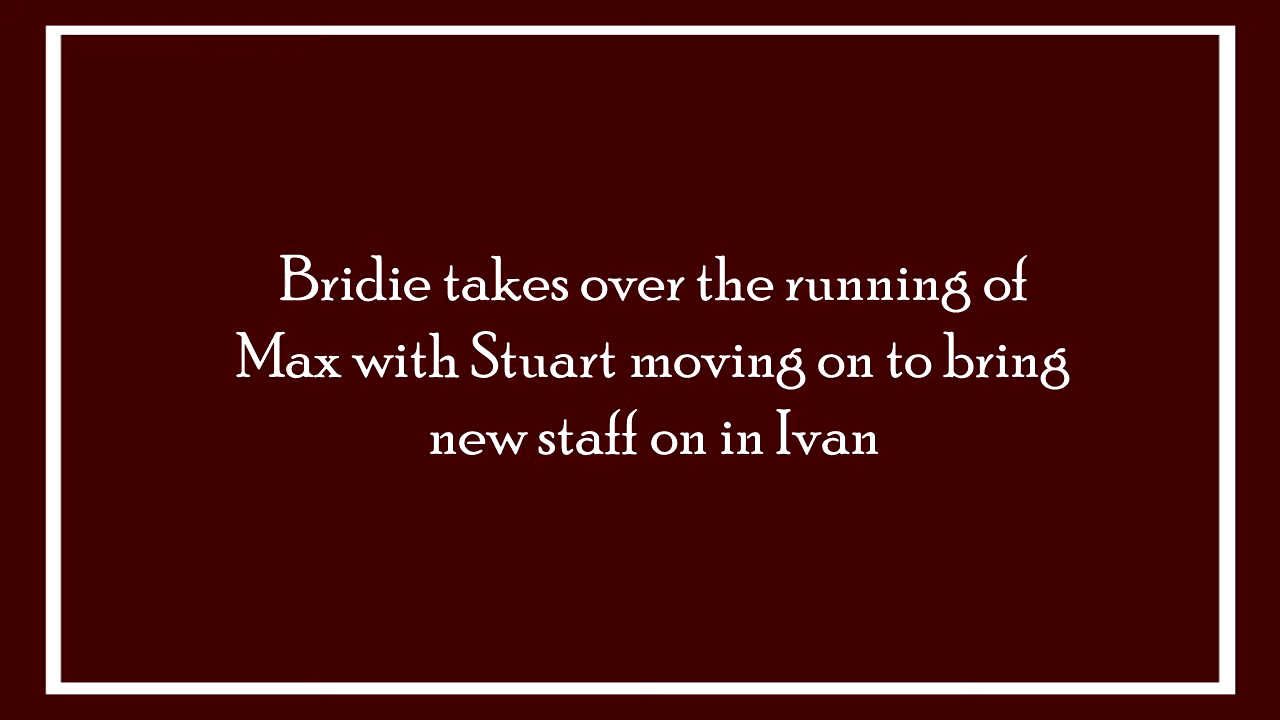 Bridie takes over the running of
Max with Stuart moving on to bring
new staff on in Ivan